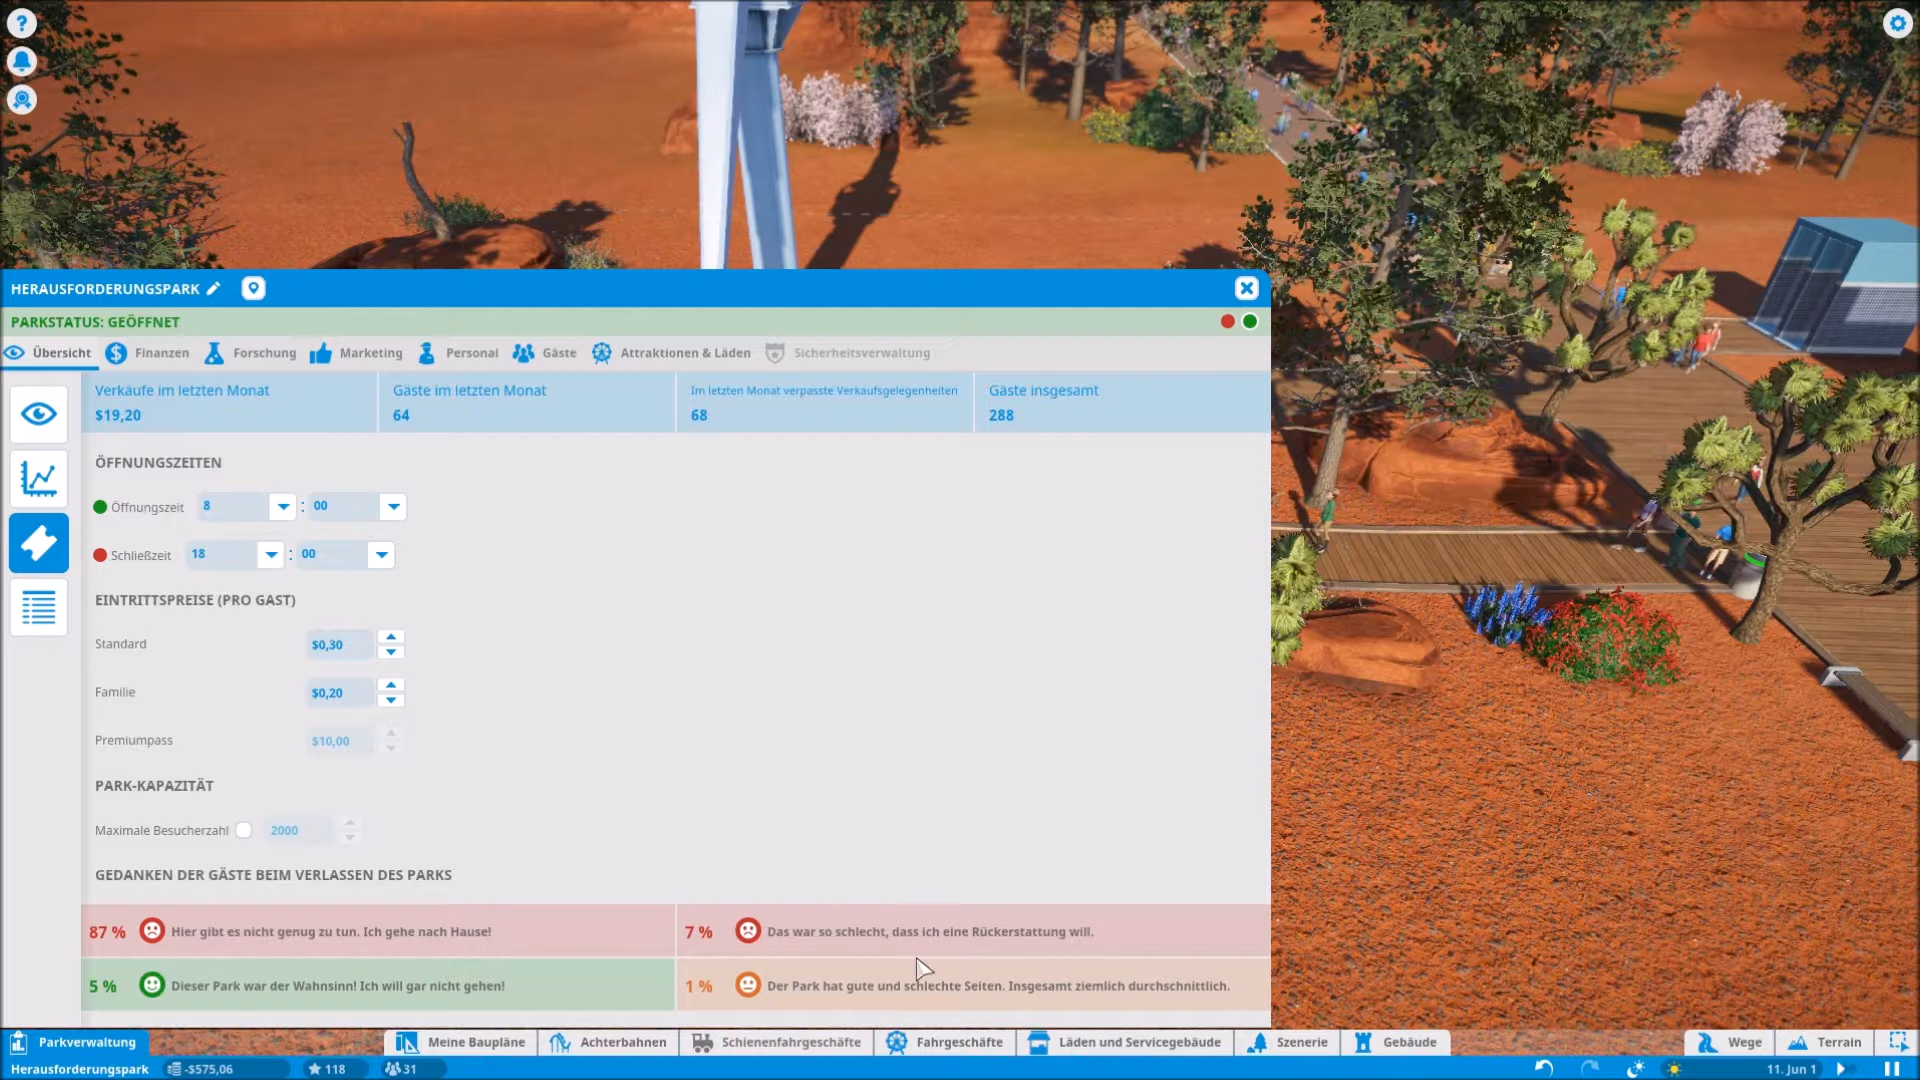 ?
HERAUSFORDERUNGSPARK
PARKSTATUS: GEÖFFNET
Übersicht
Finanzen
Forschung
Marketing
Personal
Gäste
Attraktionen & Läden
Sicherheitsverwaltung
Verkäufe im letzten Monat
$19,20
Gäste im letzten Monat
64
Im letzten Monat verpasste Verkaufsgelegenheiten
68
Gäste insgesamt
288
ÖFFNUNGSZEITEN
Öffnungszeit 8 : 00
Schließzeit 18 : 00
EINTRITTSPREISE (PRO GAST)
Standard $0,30
Familie $0,20
Premiumpass $10,00
PARK-KAPAZITÄT
Maximale Besucherzahl 2000
GEDANKEN DER GÄSTE BEIM VERLASSEN DES PARKS
87 % Hier gibt es nicht genug zu tun. Ich gehe nach Hause!
7 % Das war so schlecht, dass ich eine Rückerstattung will.
5 % Dieser Park war der Wahnsinn! Ich will gar nicht gehen!
1 % Der Park hat gute und schlechte Seiten. Insgesamt ziemlich durchschnittlich.
Parkverwaltung
Meine Baupläne
Achterbahnen
Schienenfahrgeschäfte
Fahrgeschäfte
Läden und Servicegebäude
Szenerie
Gebäude
Wege
Terrain
Herausforderungspark
-$575,06
118
31
11. Jun 1